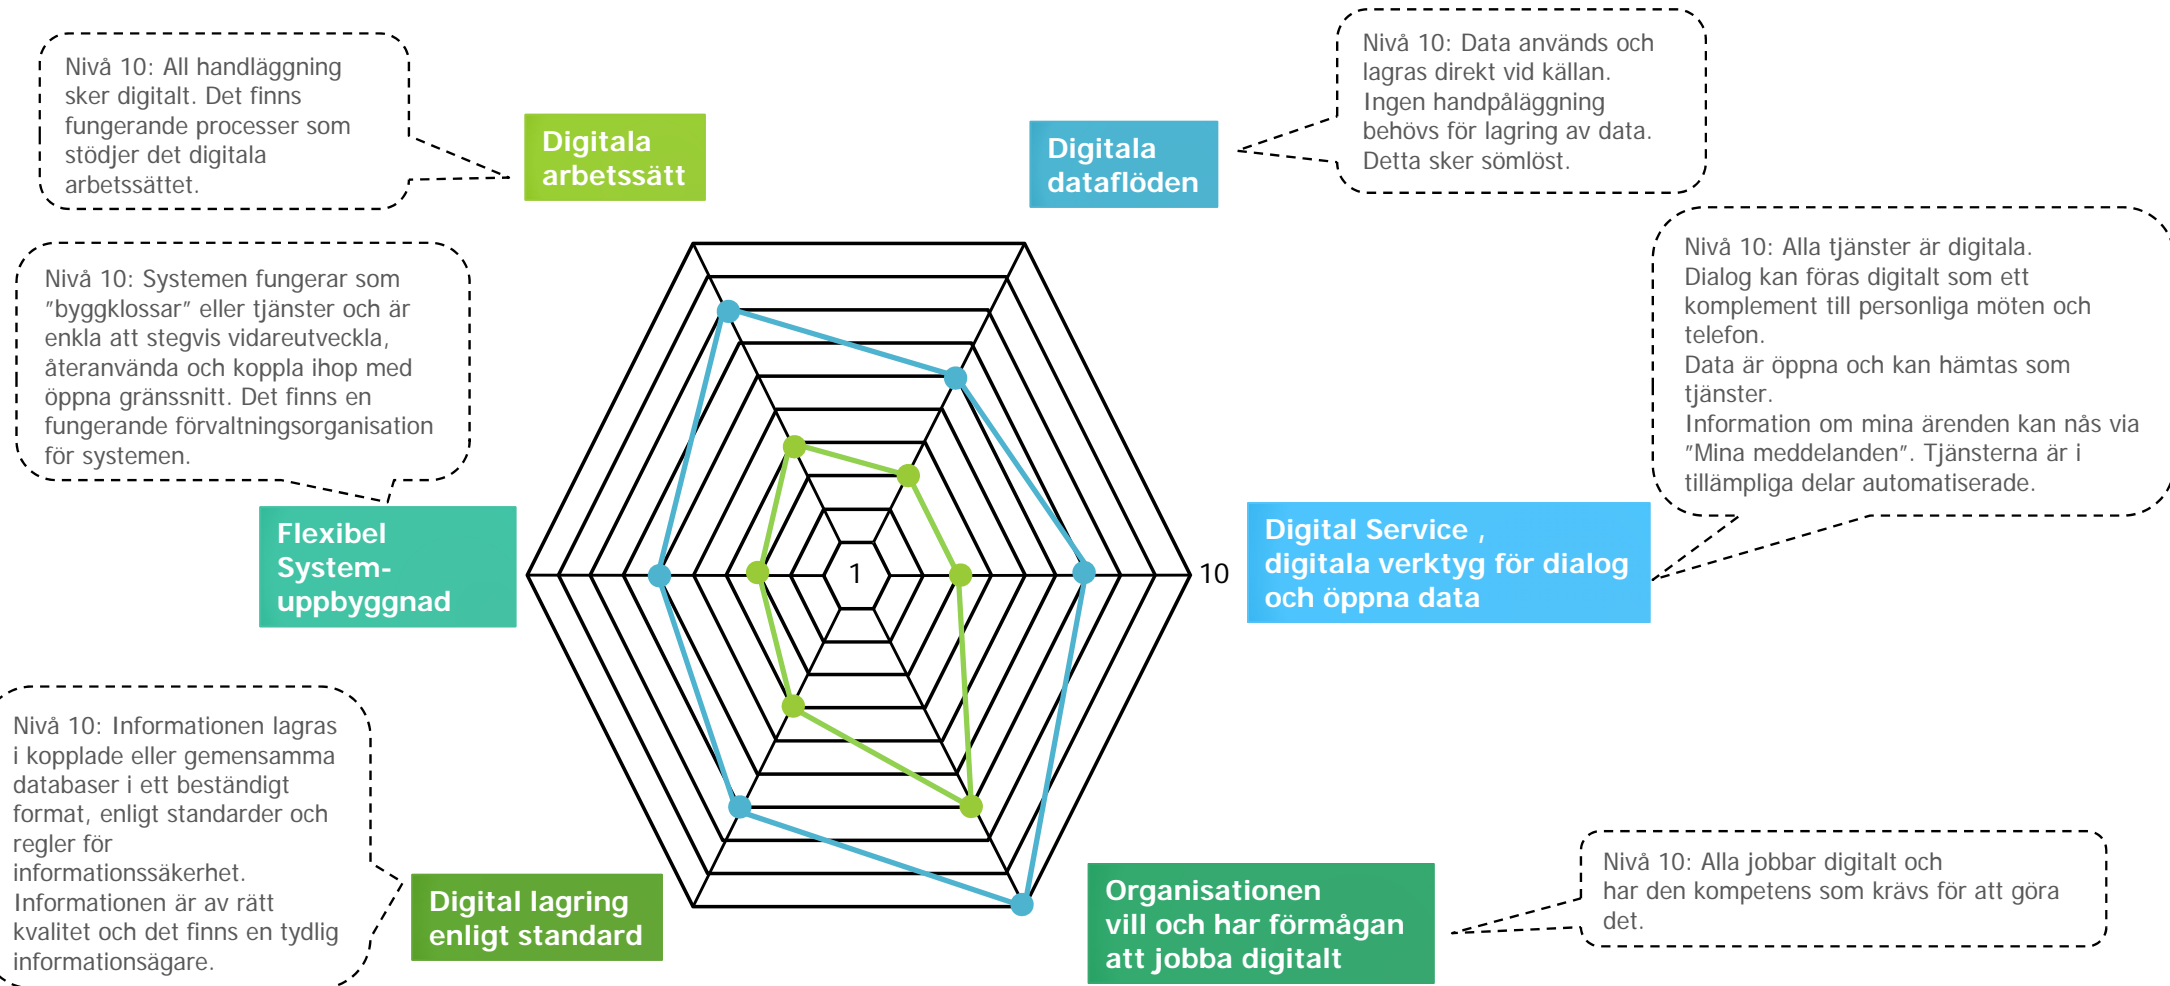 Nivå 10: All handläggning
sker digitalt. Det finns
fungerande processer som
stödjer det digitala
arbetssättet.
Digitala
arbetssätt
Digitala
dataflöden
Nivå 10: Data används och
lagras direkt vid källan.
Ingen handpåläggning
behövs för lagring av data.
Detta sker sömlöst.
Nivå 10: Systemen fungerar som
”byggklossar” eller tjänster och är
enkla att stegvis vidareutveckla,
återanvända och koppla ihop med
öppna gränssnitt. Det finns en
fungerande förvaltningsorganisation
för systemen.
Nivå 10: Alla tjänster är digitala.
Dialog kan föras digitalt som ett
komplement till personliga möten och
telefon.
Data är öppna och kan hämtas som
tjänster.
Information om mina ärenden kan nås via
”Mina meddelanden”. Tjänsterna är i
tillämpliga delar automatiserade.
Flexibel
System-
uppbyggnad
1
10
Digital Service ,
digitala verktyg för dialog
och öppna data
Nivå 10: Informationen lagras
i kopplade eller gemensamma
databaser i ett beständigt
format, enligt standarder och
regler för
informationssäkerhet.
Informationen är av rätt
kvalitet och det finns en tydlig
informationsägare.
Digital lagring
enligt standard
Organisationen
vill och har förmågan
att jobba digitalt
Nivå 10: Alla jobbar digitalt och
har den kompetens som krävs för att göra
det.